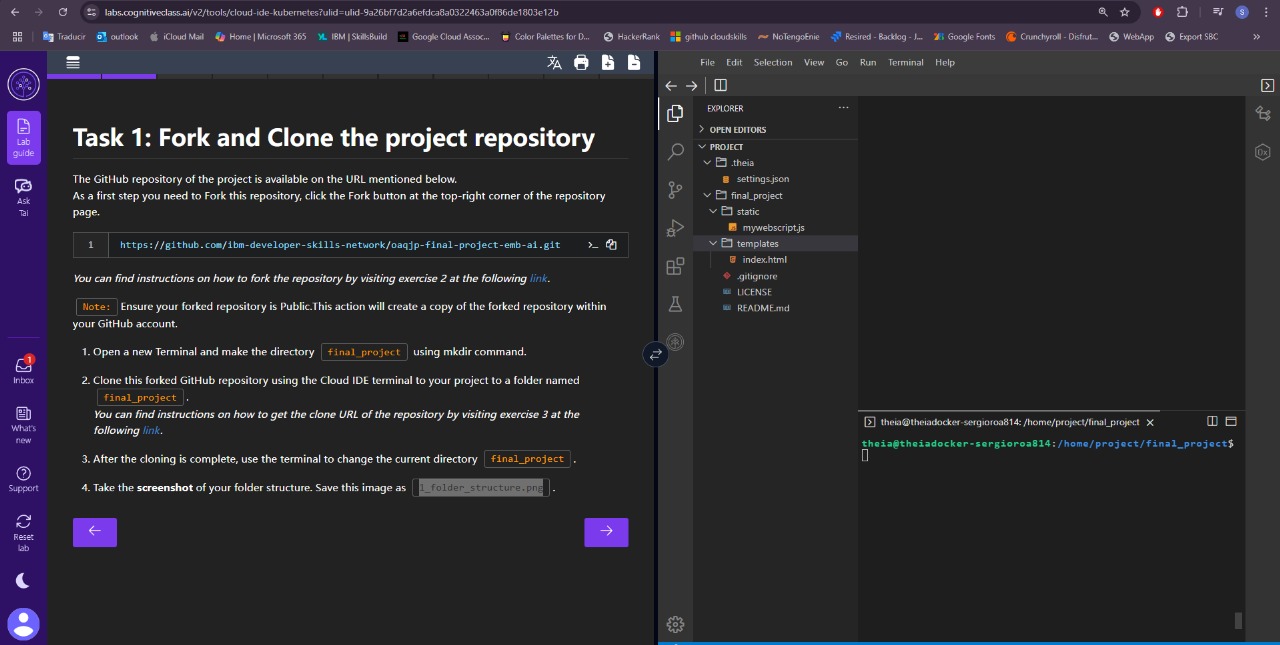 labs.cognitiveclass.ai/v2/tools/cloud-ide-kubernetes?ulid=ulid-9a26bf7d2a6efdca8a0322463a0f86de1803e12b
S
Traducir
outlook
iCloud Mail
Home | Microsoft 365
IBM | SkillsBuild
Google Cloud Assoc...
Color Palettes for D...
HackerRank
github cloudskills
NoTengoEnie
Resired - Backlog - J...
Google Fonts
Crunchyroll - Disfrut...
WebApp
Export SBC
»
Lab
guide
Ask
Tai
1
Inbox
What's
new
Support
Reset
lab
Task 1: Fork and Clone the project repository
The GitHub repository of the project is available on the URL mentioned below.
As a first step you need to Fork this repository, click the Fork button at the top-right corner of the repository
page.
1 https://github.com/ibm-developer-skills-network/oaqjp-final-project-emb-ai.git
You can find instructions on how to fork the repository by visiting exercise 2 at the following link.
Note: Ensure your forked repository is Public.This action will create a copy of the forked repository within
your GitHub account.
1. Open a new Terminal and make the directory final_project using mkdir command.
2. Clone this forked GitHub repository using the Cloud IDE terminal to your project to a folder named
final_project .
You can find instructions on how to get the clone URL of the repository by visiting exercise 3 at the
following link.
3. After the cloning is complete, use the terminal to change the current directory final_project .
4. Take the screenshot of your folder structure. Save this image as 1_folder_structure.png .
File Edit Selection View Go Run Terminal Help
EXPLORER
OPEN EDITORS
PROJECT
.theia
settings.json
final_project
static
mywebscript.js
templates
index.html
.gitignore
LICENSE
README.md
theia@theiadocker-sergioroa814: /home/project/final_project
theia@theiadocker-sergioroa814:/home/project/final_project$